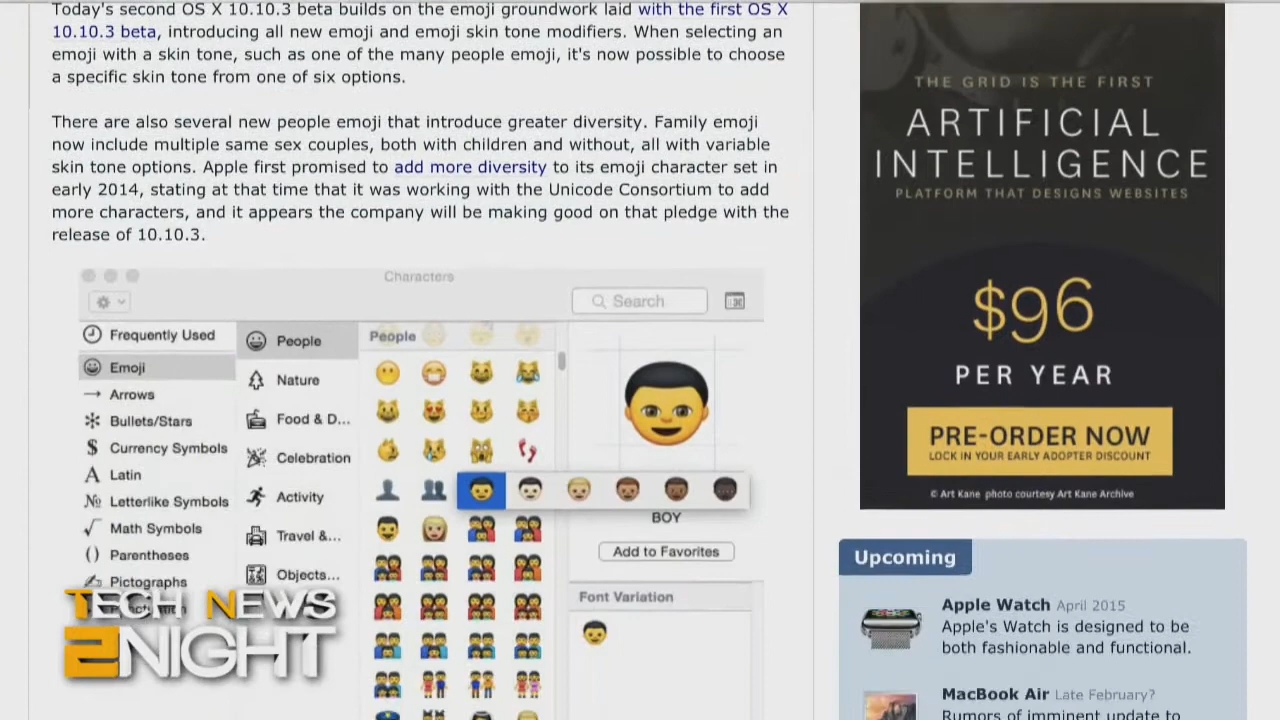 Today's second OS X 10.10.3 beta builds on the emoji groundwork laid with the first OS X
10.10.3 beta, introducing all new emoji and emoji skin tone modifiers. When selecting an
emoji with a skin tone, such as one of the many people emoji, it's now possible to choose
a specific skin tone from one of six options.
There are also several new people emoji that introduce greater diversity. Family emoji
now include multiple same sex couples, both with children and without, all with variable
skin tone options. Apple first promised to add more diversity to its emoji character set in
early 2014, stating at that time that it was working with the Unicode Consortium to add
more characters, and it appears the company will be making good on that pledge with the
release of 10.10.3.
Characters
Search
Frequently Used
Emoji
Arrows
Bullets/Stars
$ Currency Symbols
A Latin
№ Letterlike Symbols
√ Math Symbols
() Parentheses
Pictographs
People
Nature
Food & D...
Celebration
Activity
Travel &...
Objects...
People
BOY
Add to Favorites
Font Variation
TECH NEWS
2NIGHT
THE GRID IS THE FIRST
ARTIFICIAL
INTELLIGENCE
PLATFORM THAT DESIGNS WEBSITES
$96
PER YEAR
PRE-ORDER NOW
LOCK IN YOUR EARLY ADOPTER DISCOUNT
© Art Kane photo courtesy Art Kane Archive
Upcoming
Apple Watch April 2015
Apple's Watch is designed to be
both fashionable and functional.
MacBook Air Late February?
Rumors of imminent update to